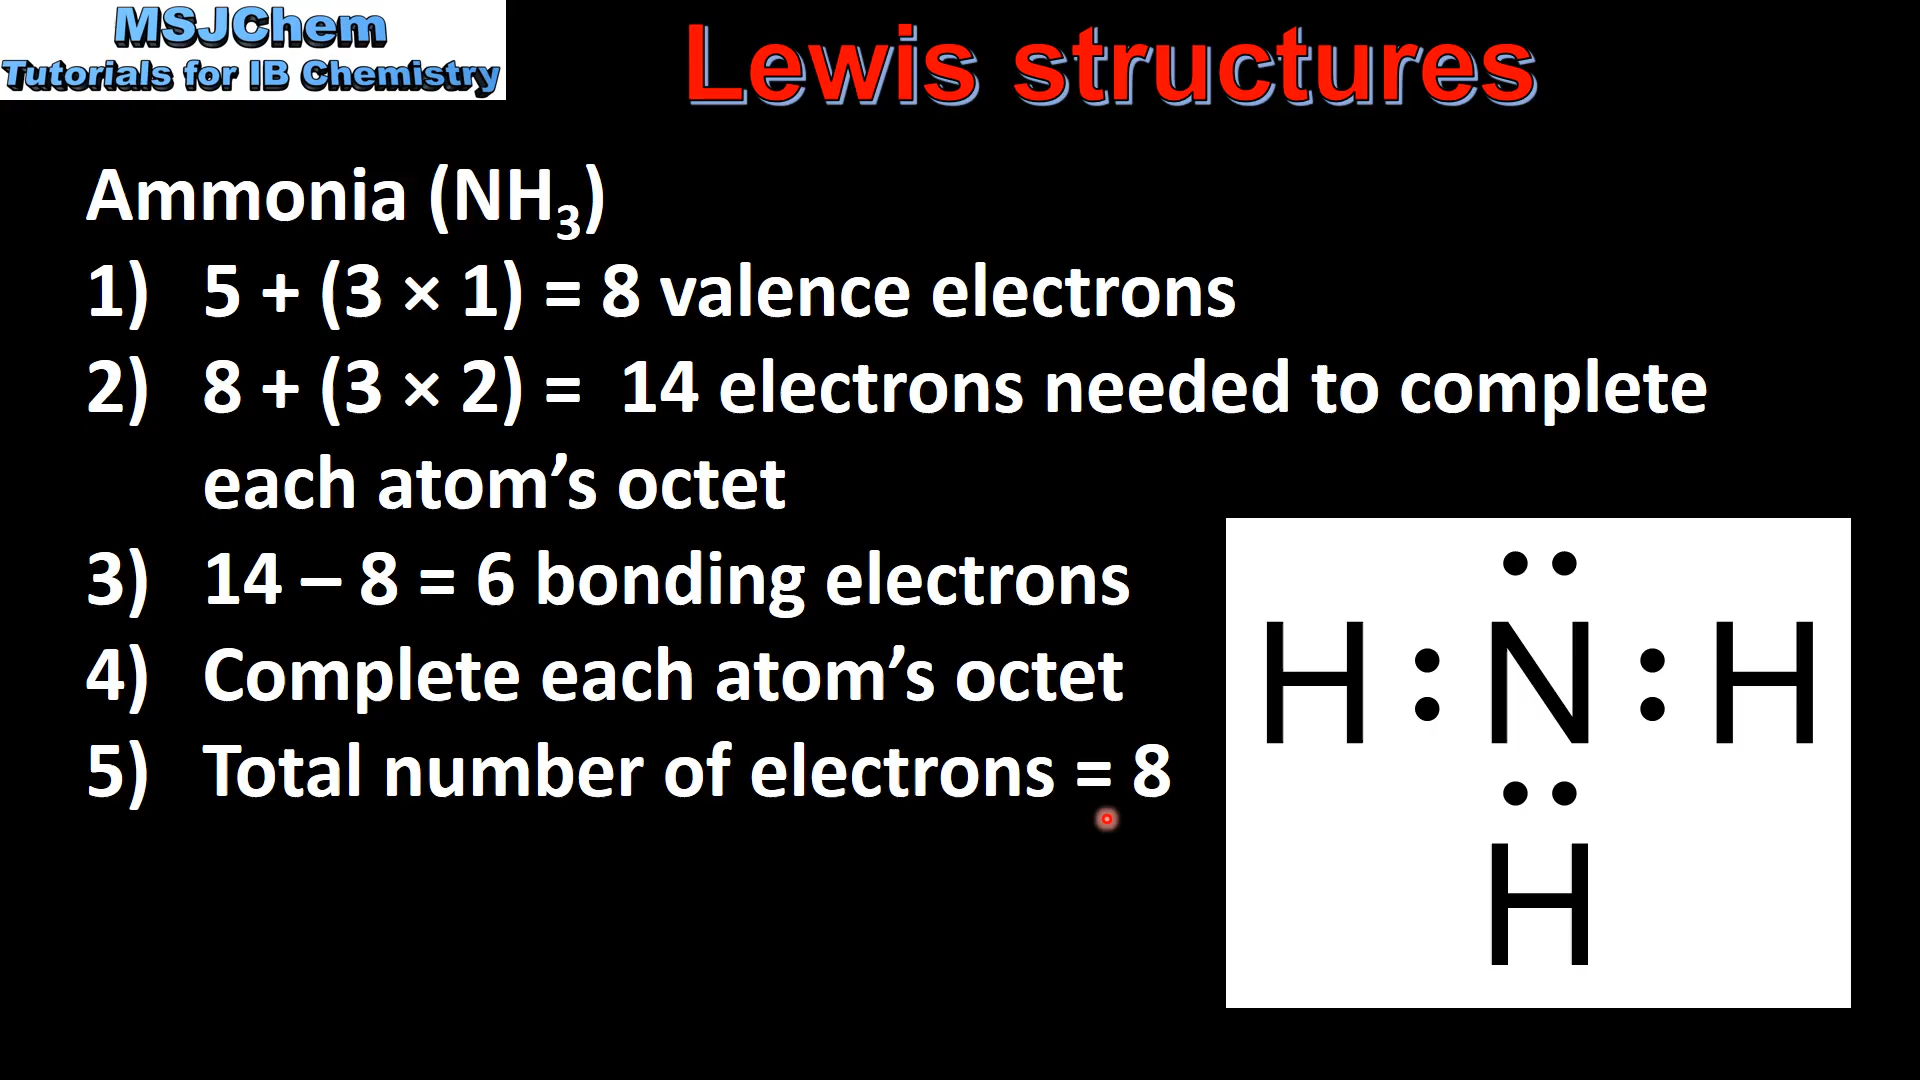 MSJChem
Tutorials for IB Chemistry
Lewis structures
Ammonia (NH₃)
1) 5 + (3 × 1) = 8 valence electrons
2) 8 + (3 × 2) = 14 electrons needed to complete
each atom’s octet
3) 14 – 8 = 6 bonding electrons
4) Complete each atom’s octet
5) Total number of electrons = 8
H : N : H
H